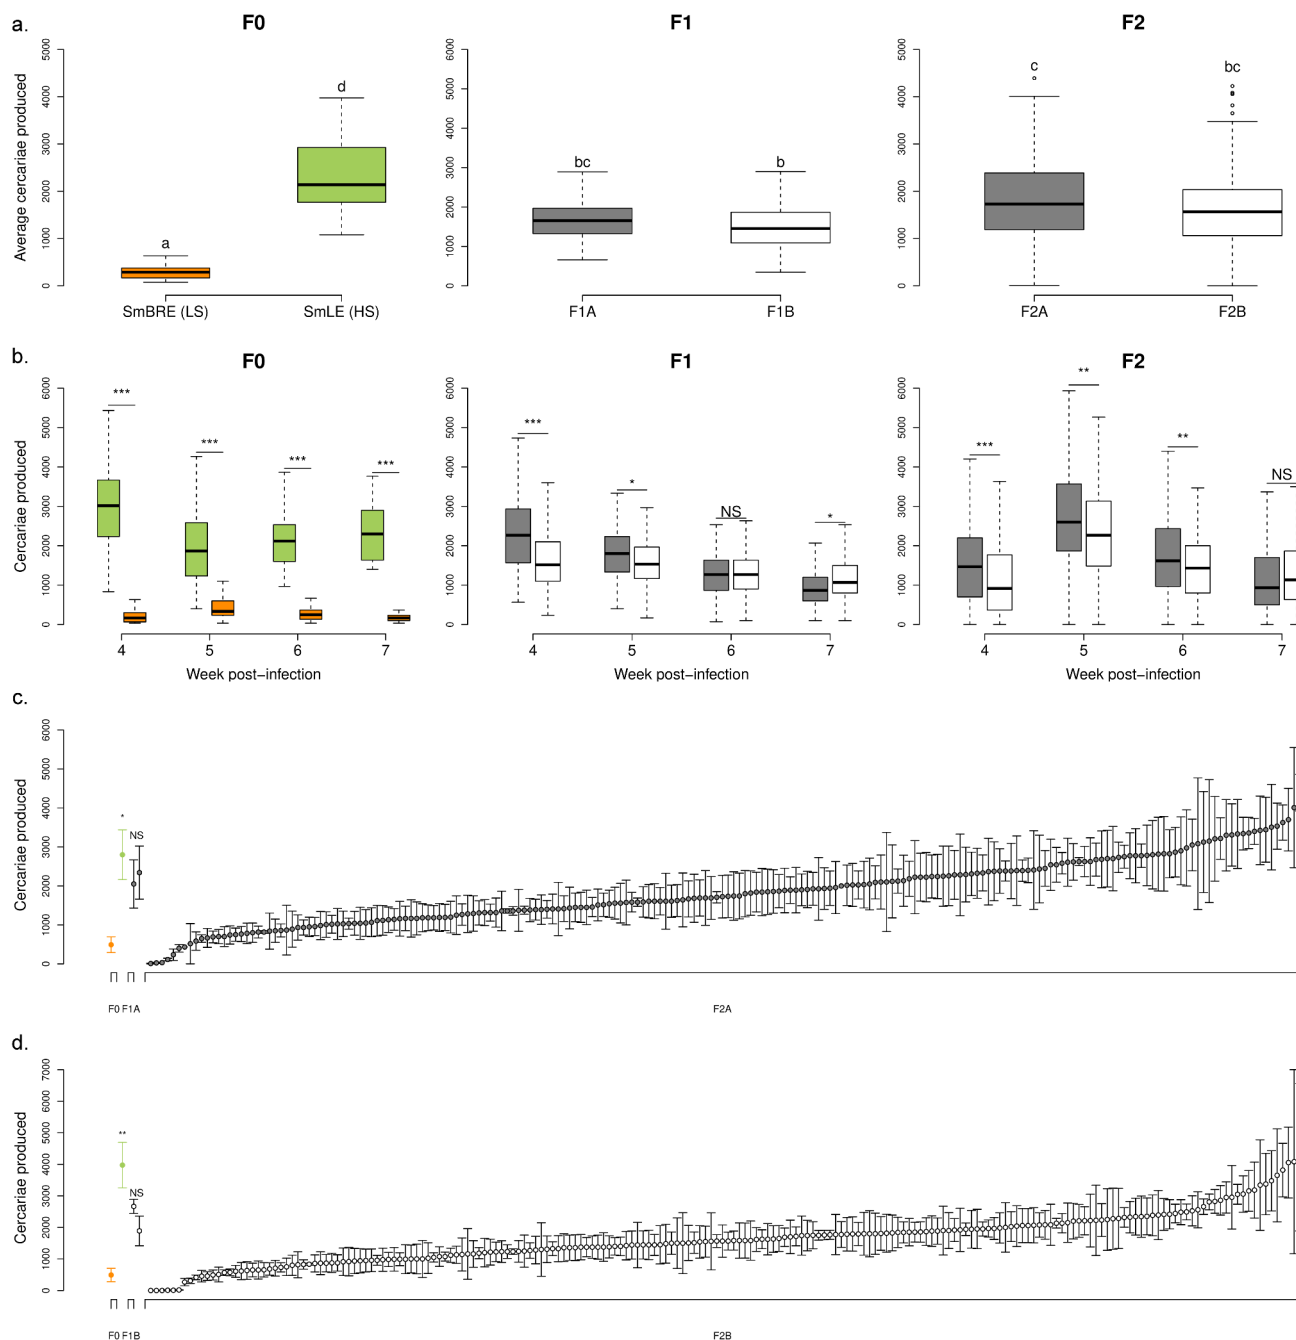 a.
F0
F1
F2
Average cercariae produced
5000
4000
3000
2000
1000
0
a
d
SmBRE (LS)
SmLE (HS)
6000
5000
4000
3000
2000
1000
0
bc
b
F1A
F1B
5000
4000
3000
2000
1000
0
c
bc
F2A
F2B
b.
F0
F1
F2
Cercariae produced
6000
5000
4000
3000
2000
1000
0
***
***
***
***
4
5
6
7
Week post-infection
6000
5000
4000
3000
2000
1000
0
***
*
NS
*
4
5
6
7
Week post-infection
6000
5000
4000
3000
2000
1000
0
***
**
**
NS
4
5
6
7
Week post-infection
c.
Cercariae produced
6000
5000
4000
3000
2000
1000
0
*
NS
F0 F1A
F2A
d.
Cercariae produced
7000
6000
5000
4000
3000
2000
1000
0
**
NS
F0 F1B
F2B